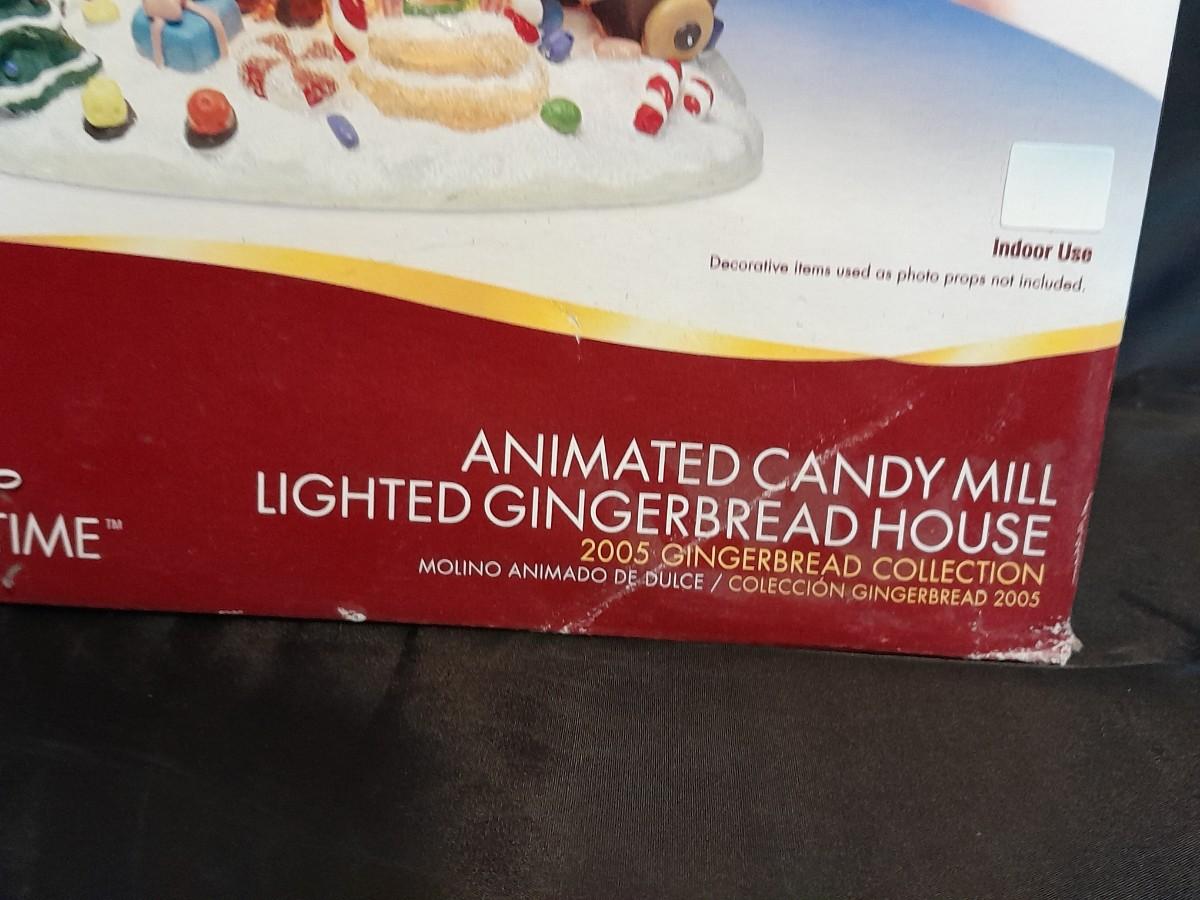 Indoor Use
Decorative items used as photo props not included.
TIME™
ANIMATED CANDY MILL
LIGHTED GINGERBREAD HOUSE
2005 GINGERBREAD COLLECTION
MOLINO ANIMADO DE DULCE / COLECCIÓN GINGERBREAD 2005